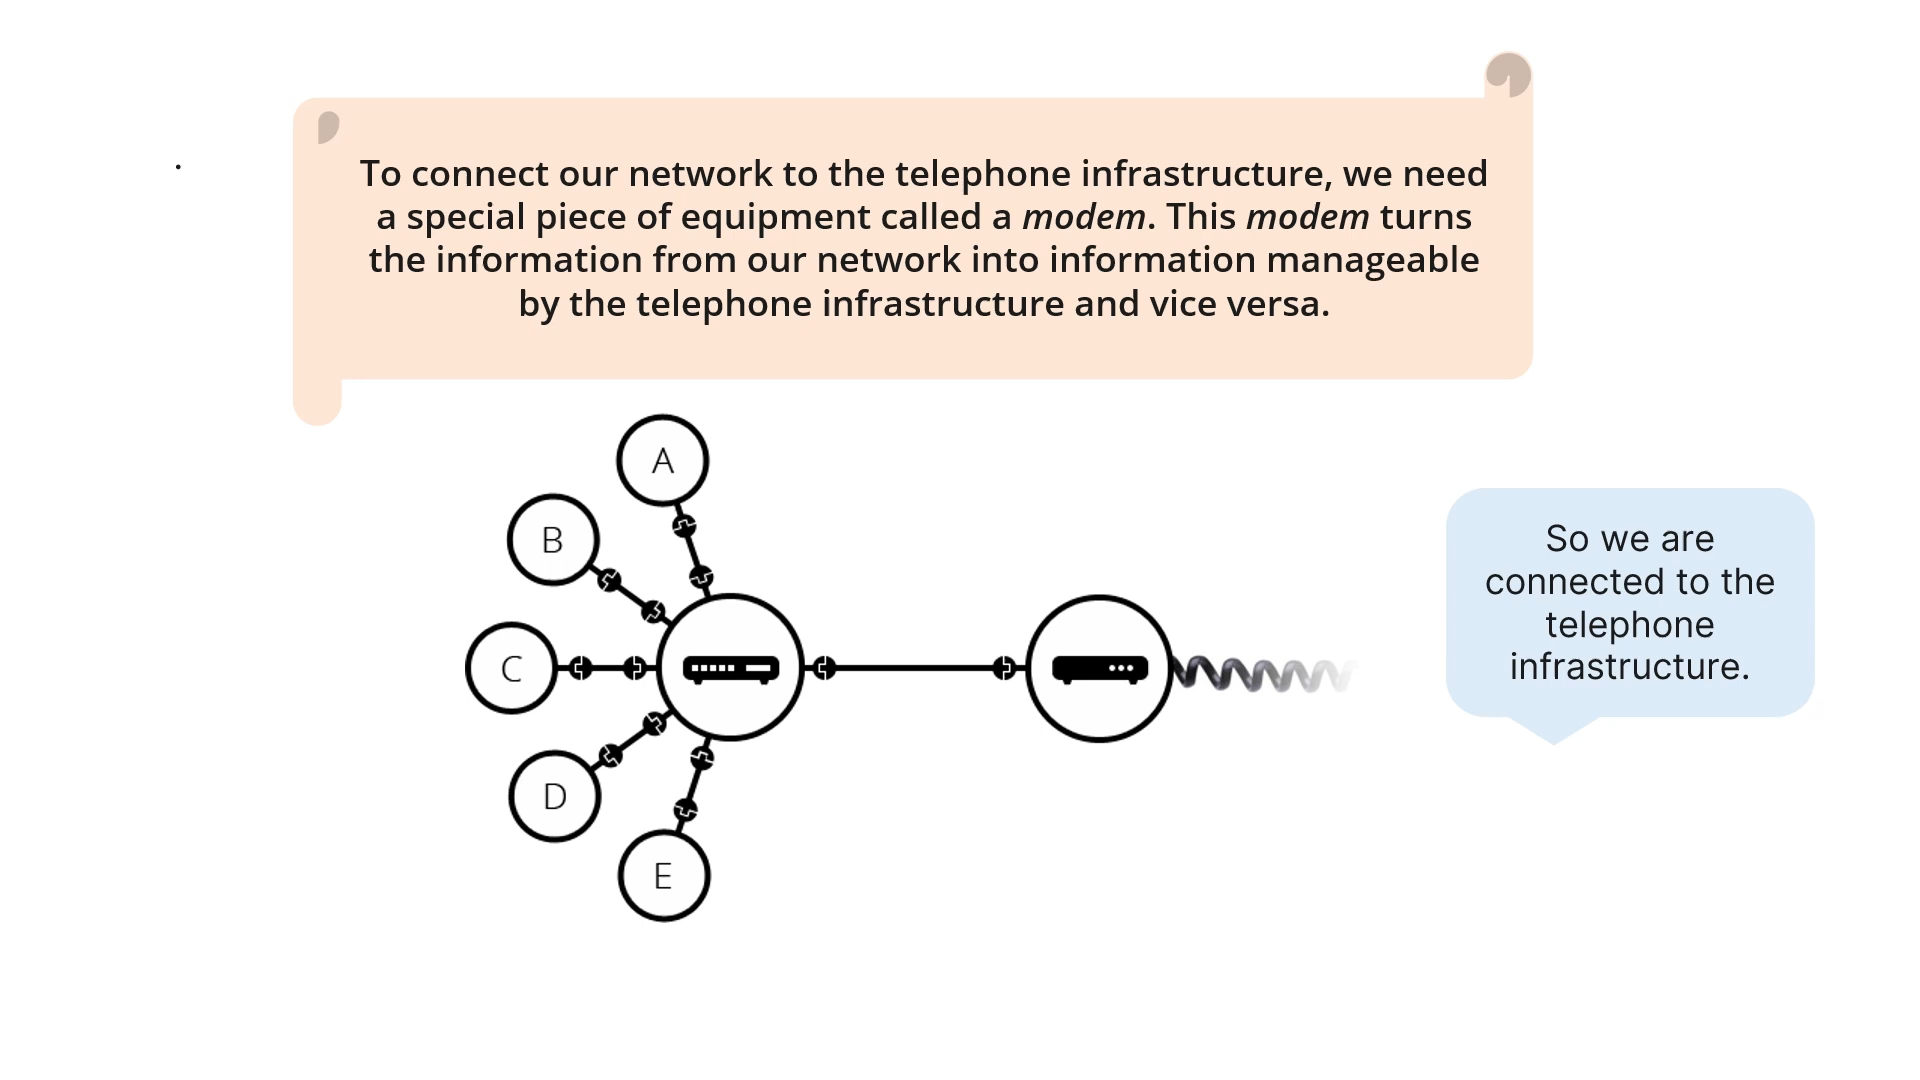 To connect our network to the telephone infrastructure, we need
a special piece of equipment called a modem. This modem turns
the information from our network into information manageable
by the telephone infrastructure and vice versa.
A
B
C
D
E
So we are
connected to the
telephone
infrastructure.